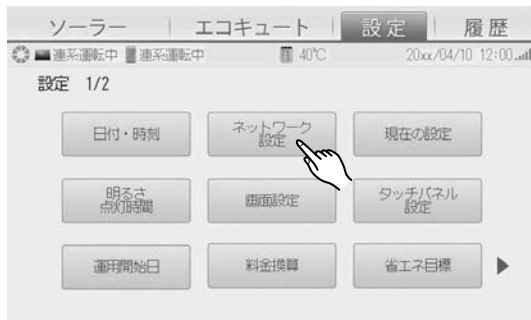 ソーラー エコキュート 設定 履歴
連系運転中 連系運転中 40℃ 20xx/04/10 12:00
設定 1/2
日付・時刻 ネットワーク設定 現在の設定
明るさ点灯時間 画面設定 タッチパネル設定
運用開始日 料金換算 省エネ目標